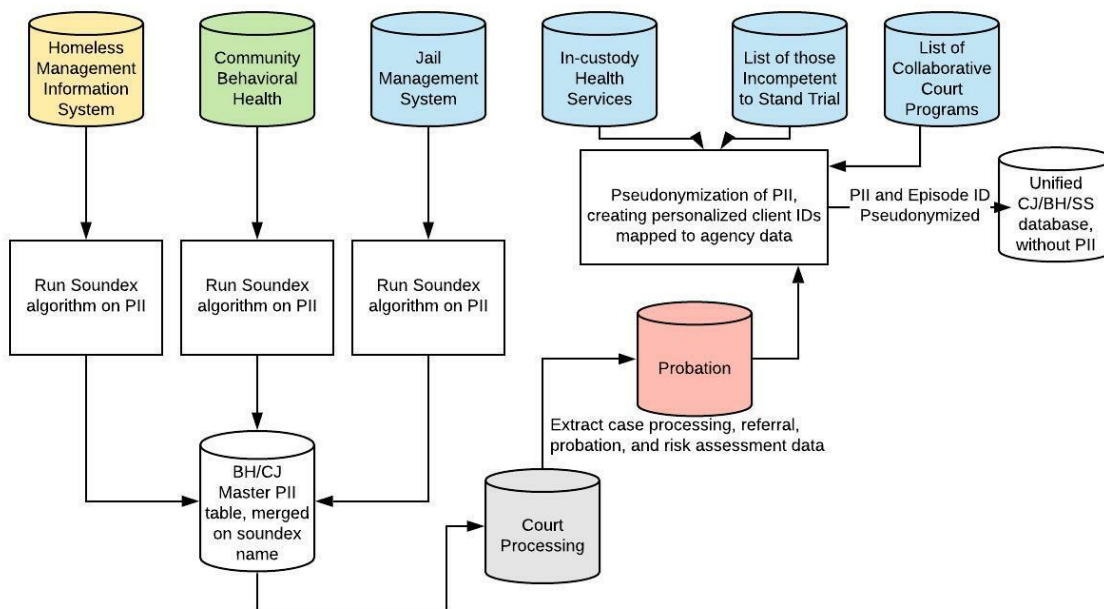 Homeless
Management
Information
System
Community
Behavioral
Health
Jail
Management
System
In-custody
Health
Services
List of those
Incompetent
to Stand Trial
List of
Collaborative
Court
Programs
Pseudonymization of PII,
creating personalized client IDs
mapped to agency data
PII and Episode ID
Pseudonymized
Unified
CJ/BH/SS
database,
without PII
Run Soundex
algorithm on PII
Run Soundex
algorithm on PII
Run Soundex
algorithm on PII
Probation
Extract case processing, referral,
probation, and risk assessment data
BH/CJ
Master PII
table, merged
on soundex
name
Court
Processing